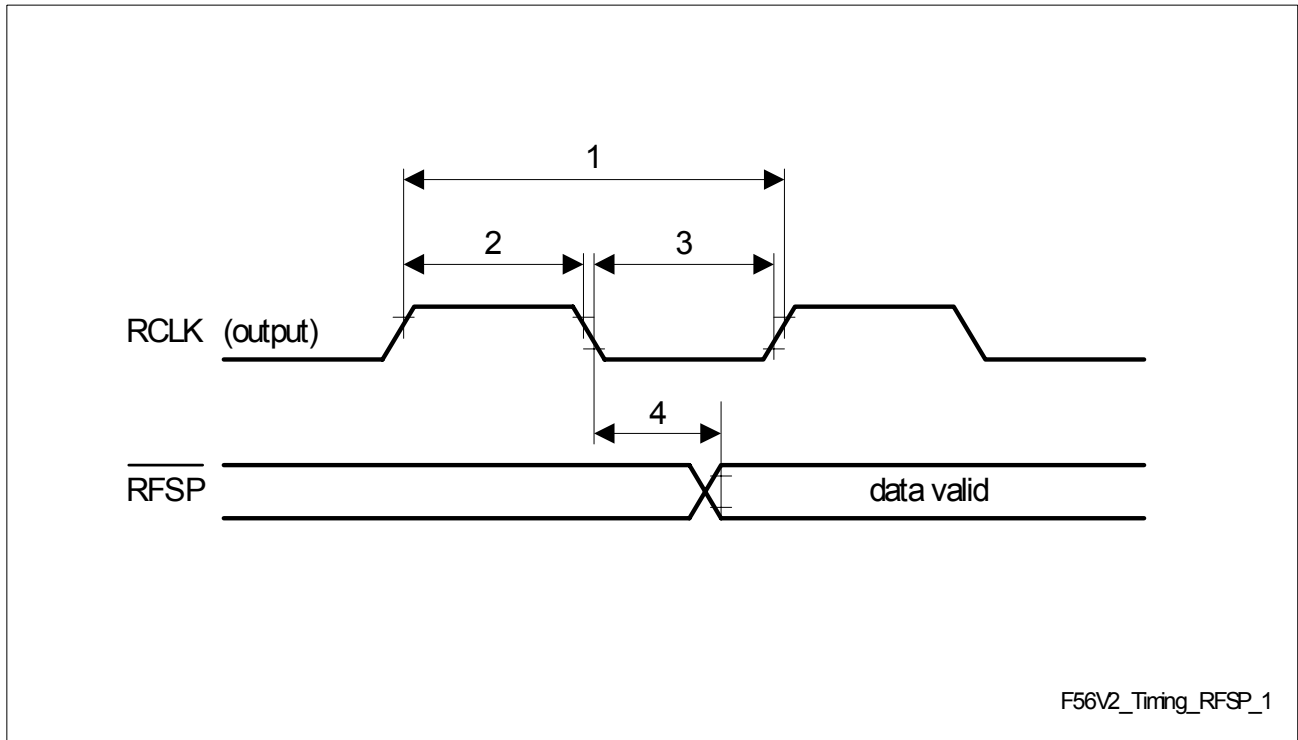 1
2
3
RCLK (output)
4
RFSP
data valid
F56V2_Timing_RFSP_1